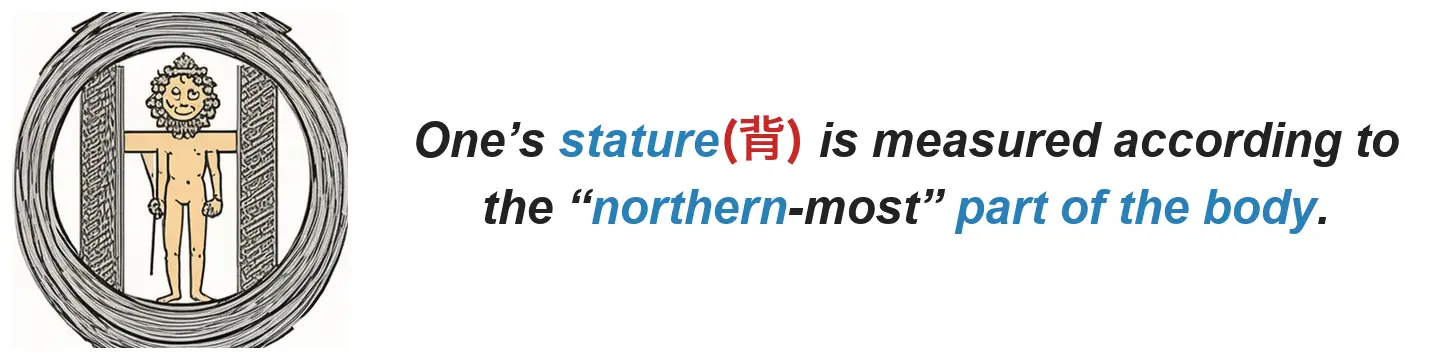 One’s stature(背) is measured according to
the “northern-most” part of the body.